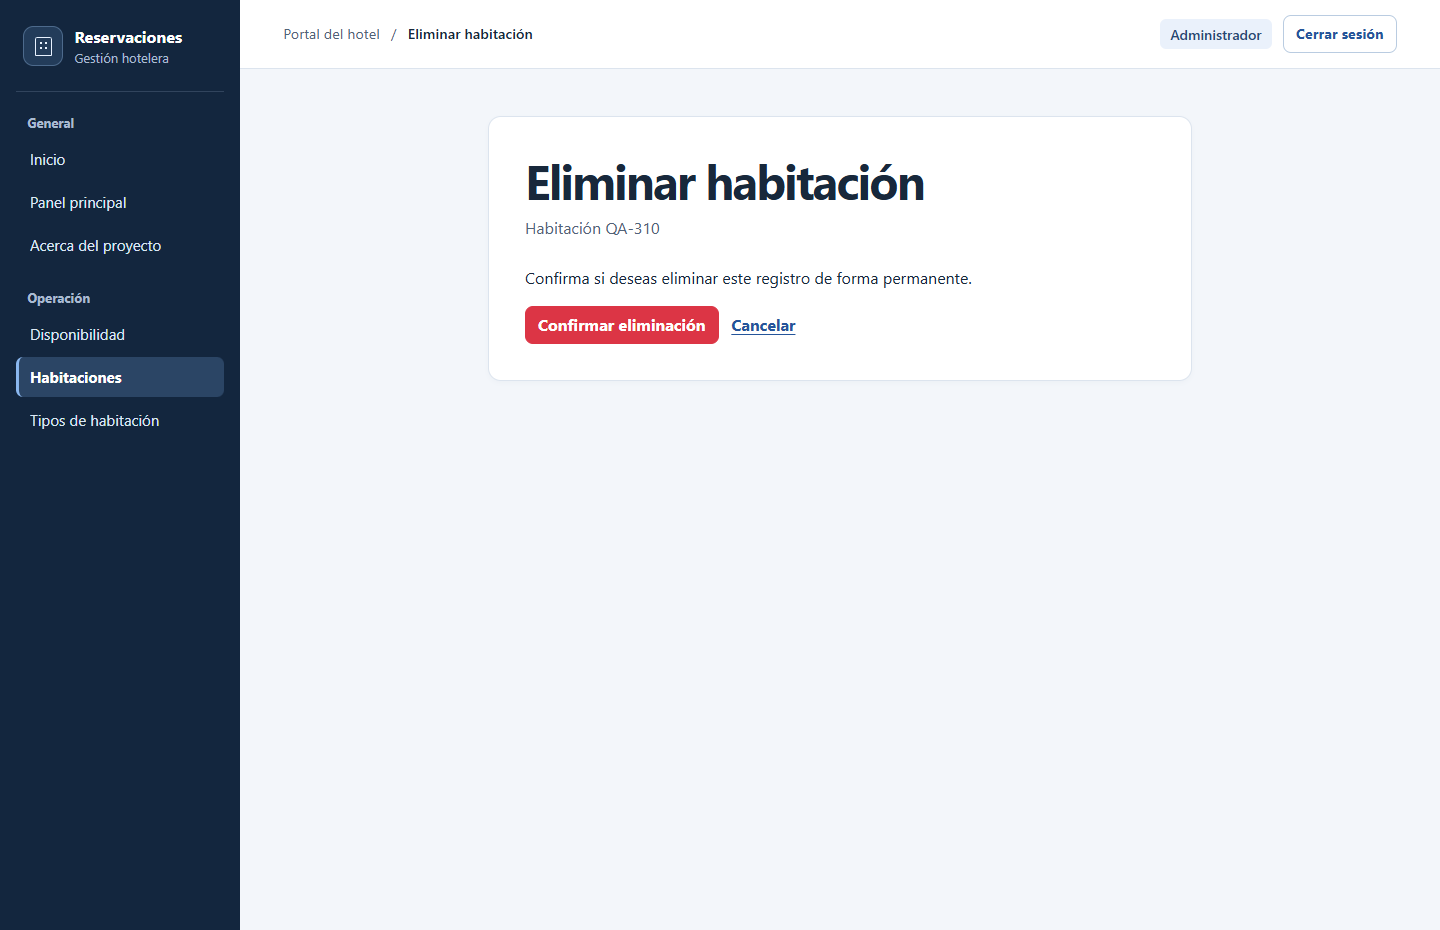 Reservaciones
Gestión hotelera
General
Inicio
Panel principal
Acerca del proyecto
Operación
Disponibilidad
Habitaciones
Tipos de habitación
Portal del hotel / Eliminar habitación
Administrador
Cerrar sesión
Eliminar habitación
Habitación QA-310
Confirma si deseas eliminar este registro de forma permanente.
Confirmar eliminación
Cancelar